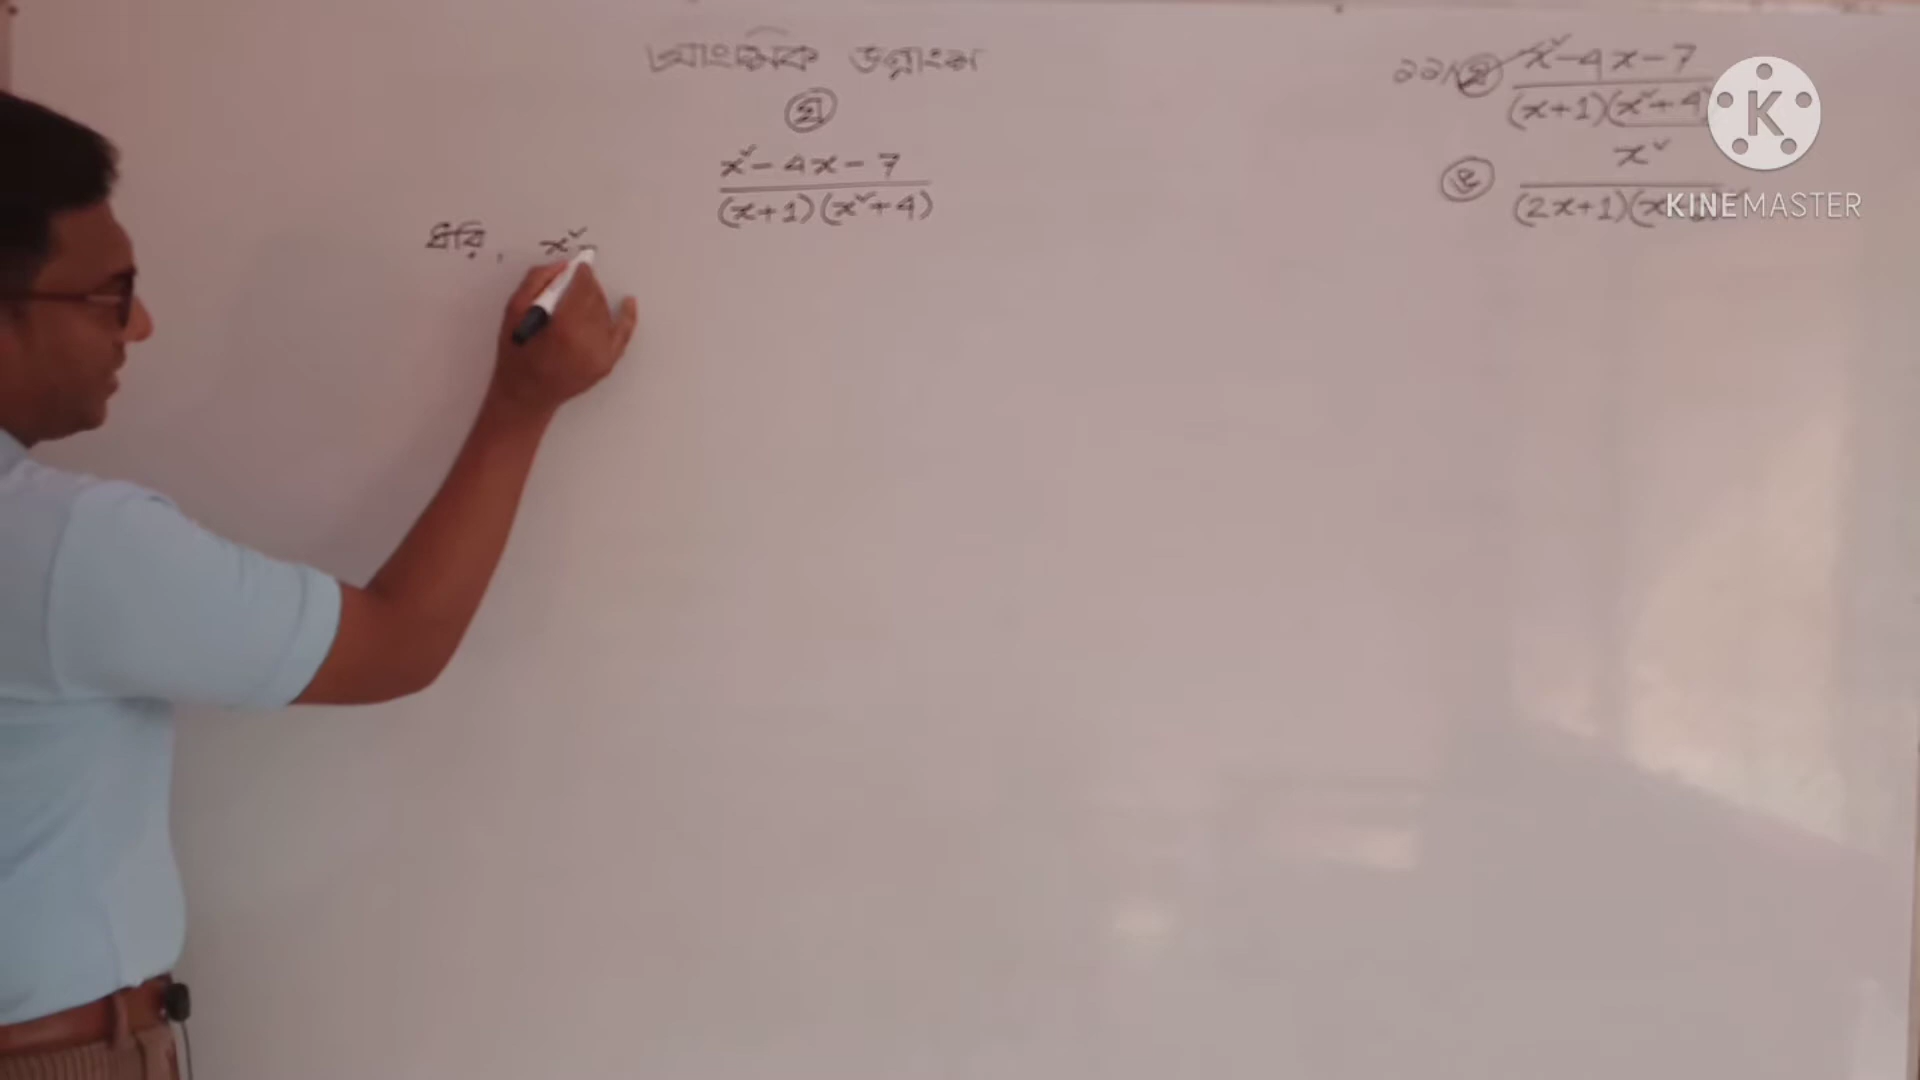 আংশিক ভগ্নাংশ
ঘ
x² - 4x - 7
(x+1)(x²+4)
ধরি, x²-
১১। ঘ x² - 4x - 7
(x+1)(x²+4)
ঙ x²
(2x+1)(x
K
KINEMASTER